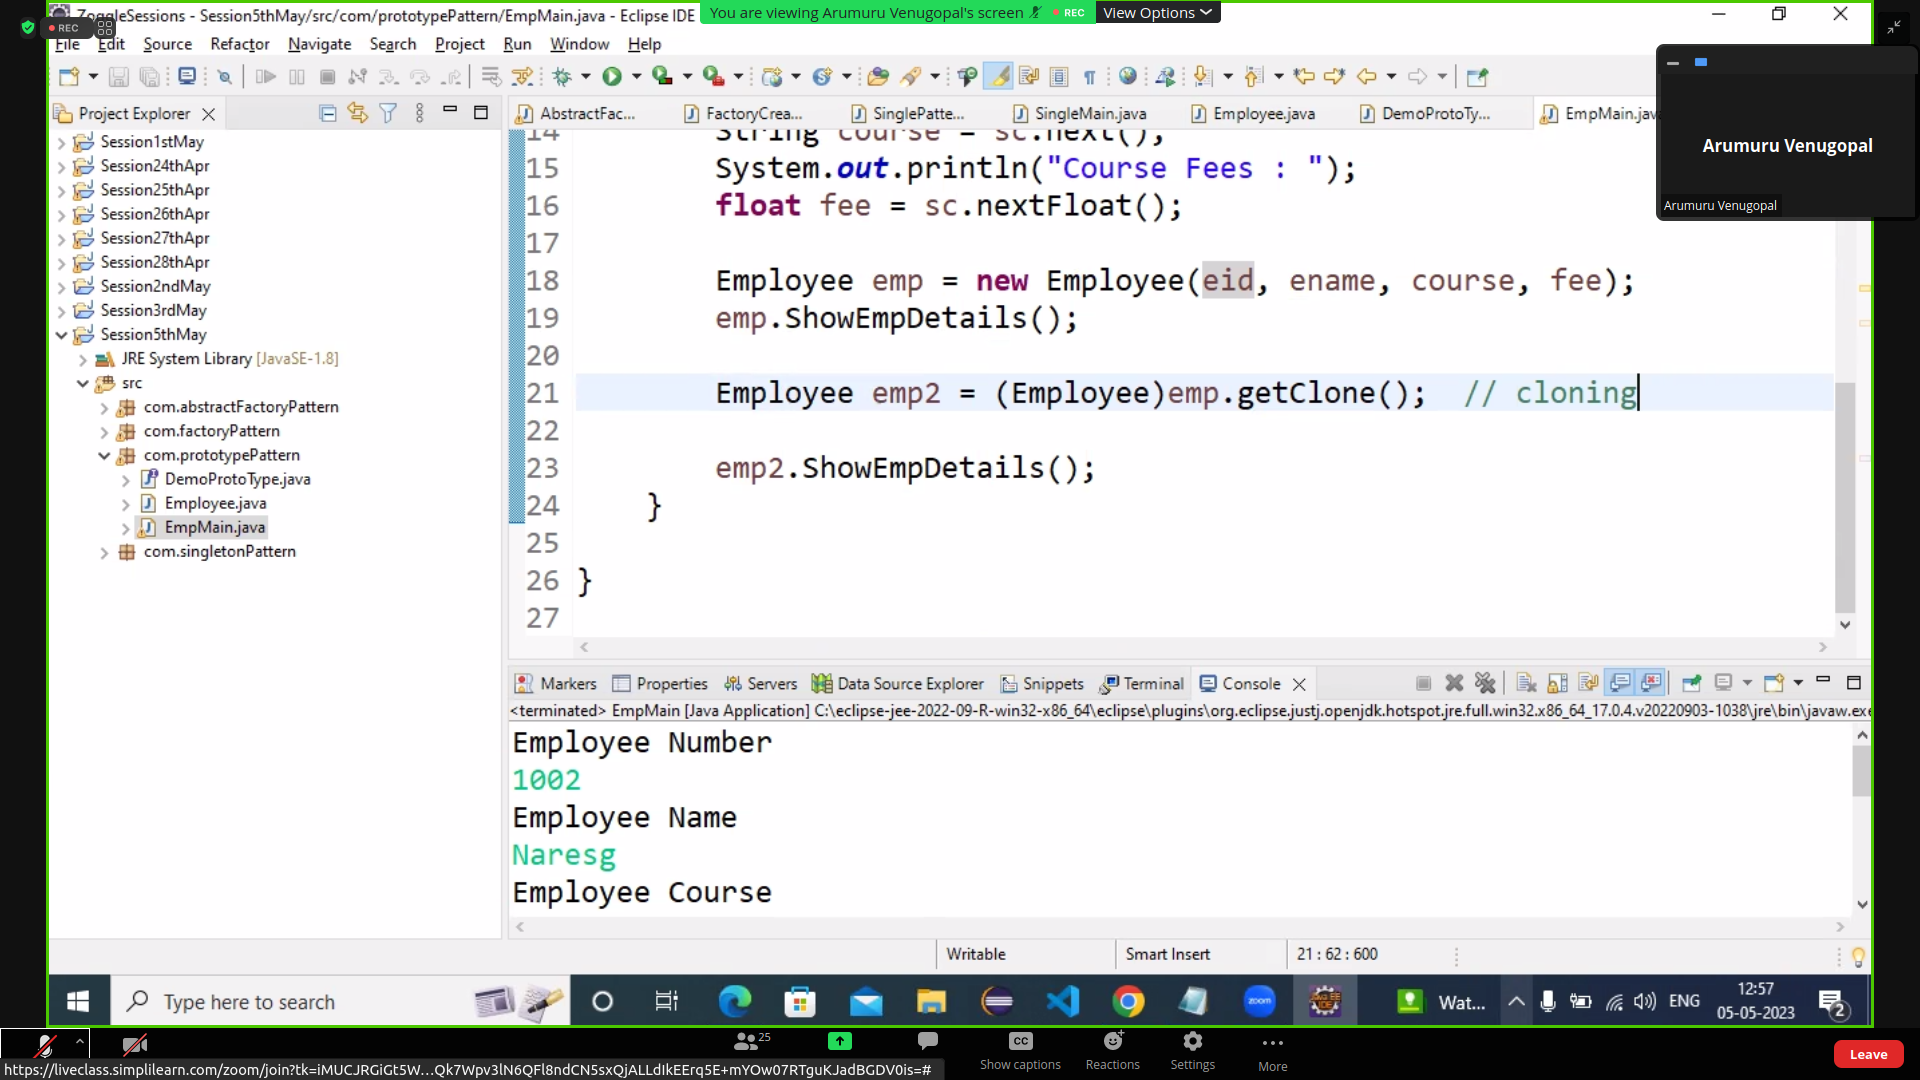 ZoggleSessions - Session5thMay/src/com/prototypePattern/EmpMain.java - Eclipse IDE
You are viewing Arumuru Venugopal's screen REC View Options
REC
File Edit Source Refactor Navigate Search Project Run Window Help
Project Explorer
Session1stMay
Session24thApr
Session25thApr
Session26thApr
Session27thApr
Session28thApr
Session2ndMay
Session3rdMay
Session5thMay
JRE System Library [JavaSE-1.8]
src
com.abstractFactoryPattern
com.factoryPattern
com.prototypePattern
DemoProtoType.java
Employee.java
EmpMain.java
com.singletonPattern
AbstractFac... FactoryCrea... SinglePatte... SingleMain.java Employee.java DemoProtoTy... EmpMain.java
14 String course = sc.next();
15 System.out.println("Course Fees : ");
16 float fee = sc.nextFloat();
17
18 Employee emp = new Employee(eid, ename, course, fee);
19 emp.ShowEmpDetails();
20
21 Employee emp2 = (Employee)emp.getClone(); // cloning
22
23 emp2.ShowEmpDetails();
24 }
25
26 }
27
Arumuru Venugopal
Arumuru Venugopal
Markers Properties Servers Data Source Explorer Snippets Terminal Console
<terminated> EmpMain [Java Application] C:\eclipse-jee-2022-09-R-win32-x86_64\eclipse\plugins\org.eclipse.justj.openjdk.hotspot.jre.full.win32.x86_64_17.0.4.v20220903-1038\jre\bin\javaw.exe
Employee Number
1002
Employee Name
Naresg
Employee Course
Writable Smart Insert 21 : 62 : 600
Type here to search
zoom
Wat...
ENG
12:57
05-05-2023
2
25
CC
Show captions Reactions Settings More
Leave
https://liveclass.simplilearn.com/zoom/join?tk=iMUCJRGiGt5W...Qk7Wpv3lN6QFl8ndCN5sxQjALLdIkEErq5E+mYOw07RTguKJadBGDV0is=#